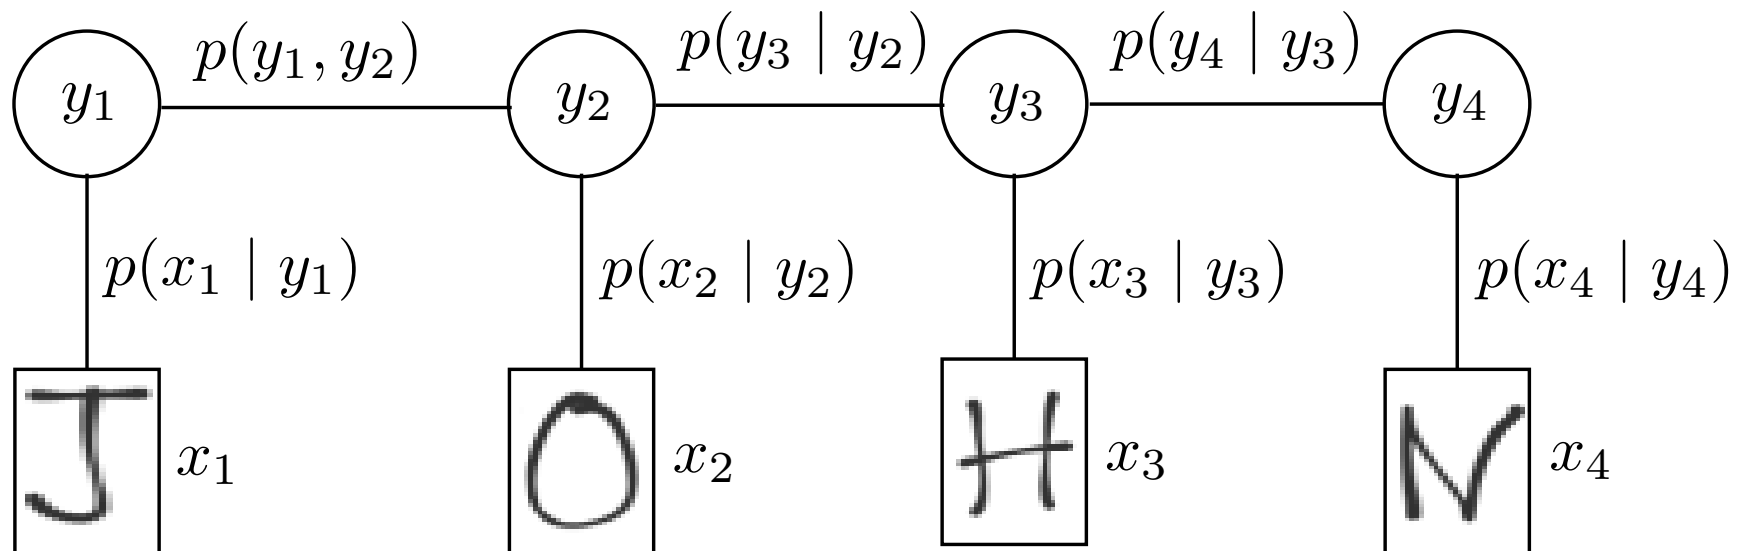 y1 p(y1, y2) y2 p(y3 | y2) y3 p(y4 | y3) y4
p(x1 | y1) p(x2 | y2) p(x3 | y3) p(x4 | y4)
J x1 O x2 H x3 N x4